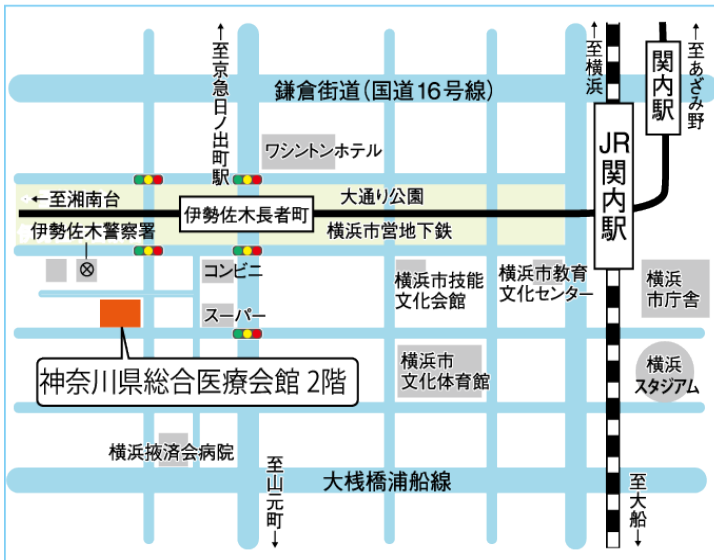 ↑至京急日ノ出町駅
↑至横浜
関内駅
↑至あざみ野
鎌倉街道(国道16号線)
ワシントンホテル
JR関内駅
←至湘南台
大通り公園
伊勢佐木長者町
伊勢佐木警察署
横浜市営地下鉄
コンビニ
横浜市技能
文化会館
横浜市教育
文化センター
横浜
市庁舎
スーパー
神奈川県総合医療会館 2階
横浜市
文化体育館
横浜
スタジアム
横浜掖済会病院
至山元町↓
大桟橋浦船線
至大船↓